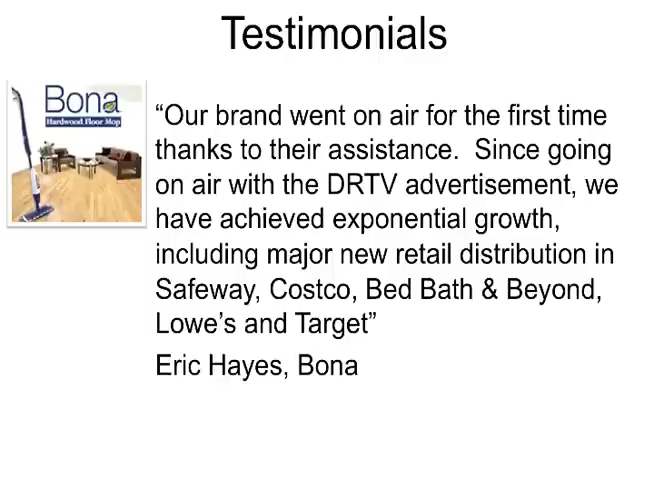 Testimonials
Bona
Hardwood Floor Mop
“Our brand went on air for the first time
thanks to their assistance.  Since going
on air with the DRTV advertisement, we
have achieved exponential growth,
including major new retail distribution in
Safeway, Costco, Bed Bath & Beyond,
Lowe’s and Target”
Eric Hayes, Bona